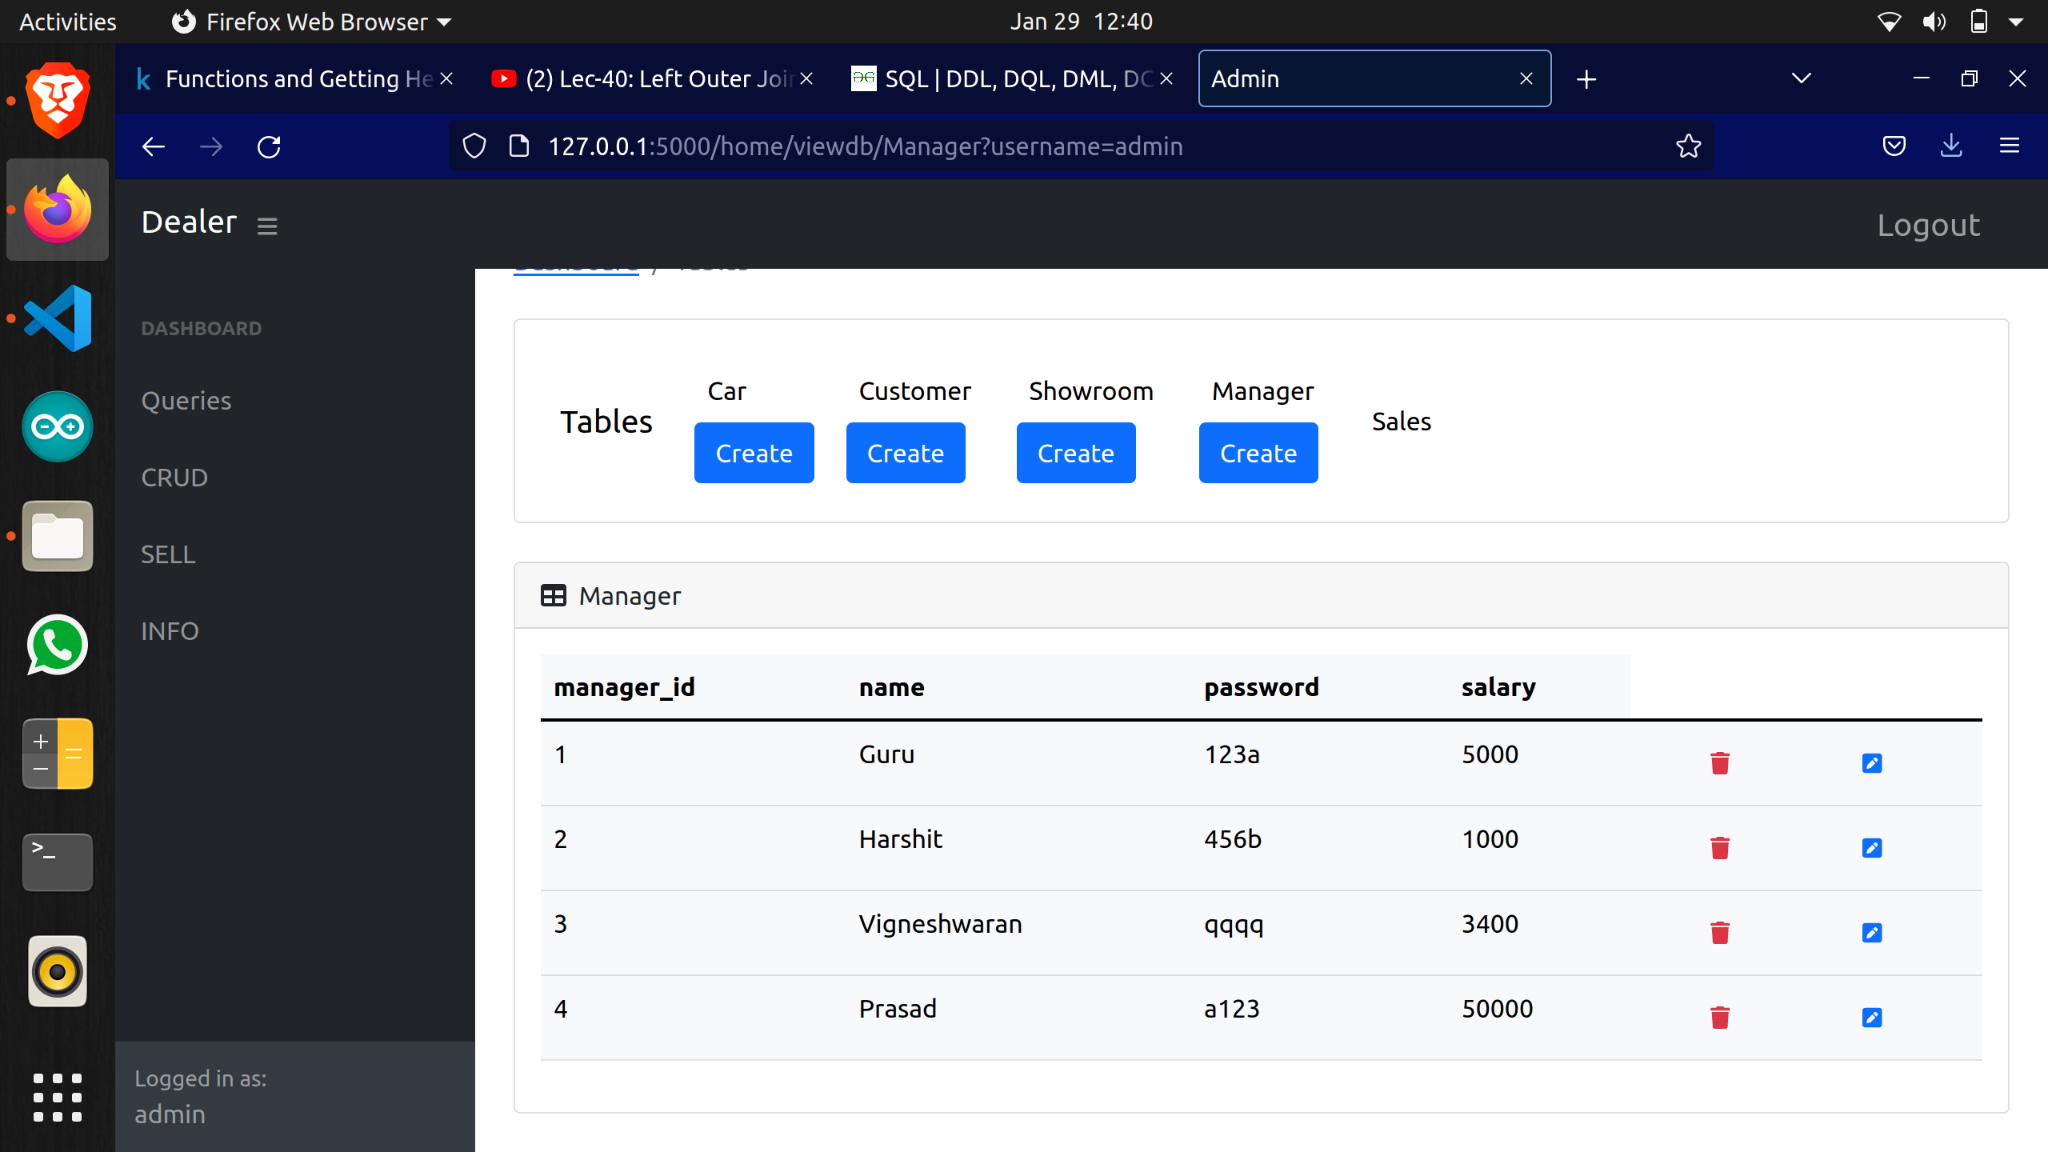 Activities
Firefox Web Browser
Jan 29 12:40
Functions and Getting He
(2) Lec-40: Left Outer Joi
SQL | DDL, DQL, DML, DC
Admin
127.0.0.1:5000/home/viewdb/Manager?username=admin
Dealer
Logout
DASHBOARD
Queries
CRUD
SELL
INFO
Logged in as:
admin
Tables
Car
Create
Customer
Create
Showroom
Create
Manager
Create
Sales
Manager
manager_id name password salary
1 Guru 123a 5000
2 Harshit 456b 1000
3 Vigneshwaran qqqq 3400
4 Prasad a123 50000